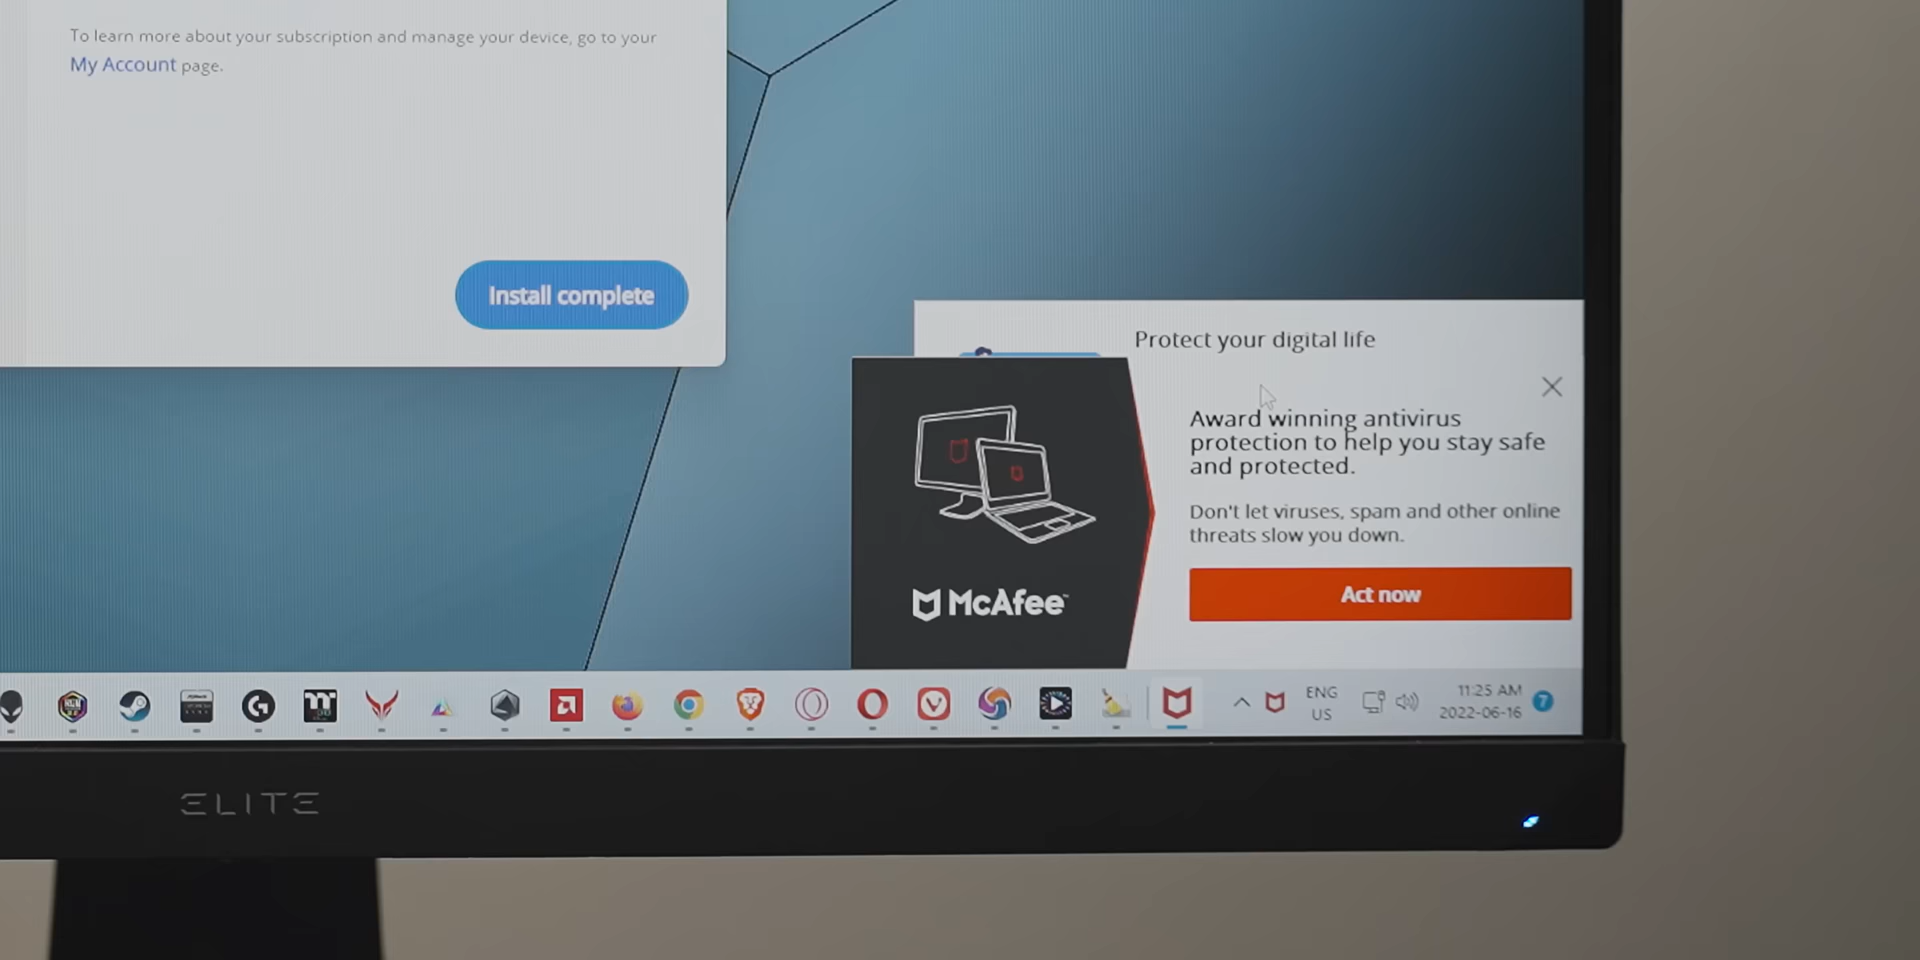 To learn more about your subscription and manage your device, go to your
My Account page.
Install complete
Protect your digital life
Award winning antivirus
protection to help you stay safe
and protected.
Don't let viruses, spam and other online
threats slow you down.
McAfee™
Act now
ENG
US
11:25 AM
2022-06-16
7
ELITE